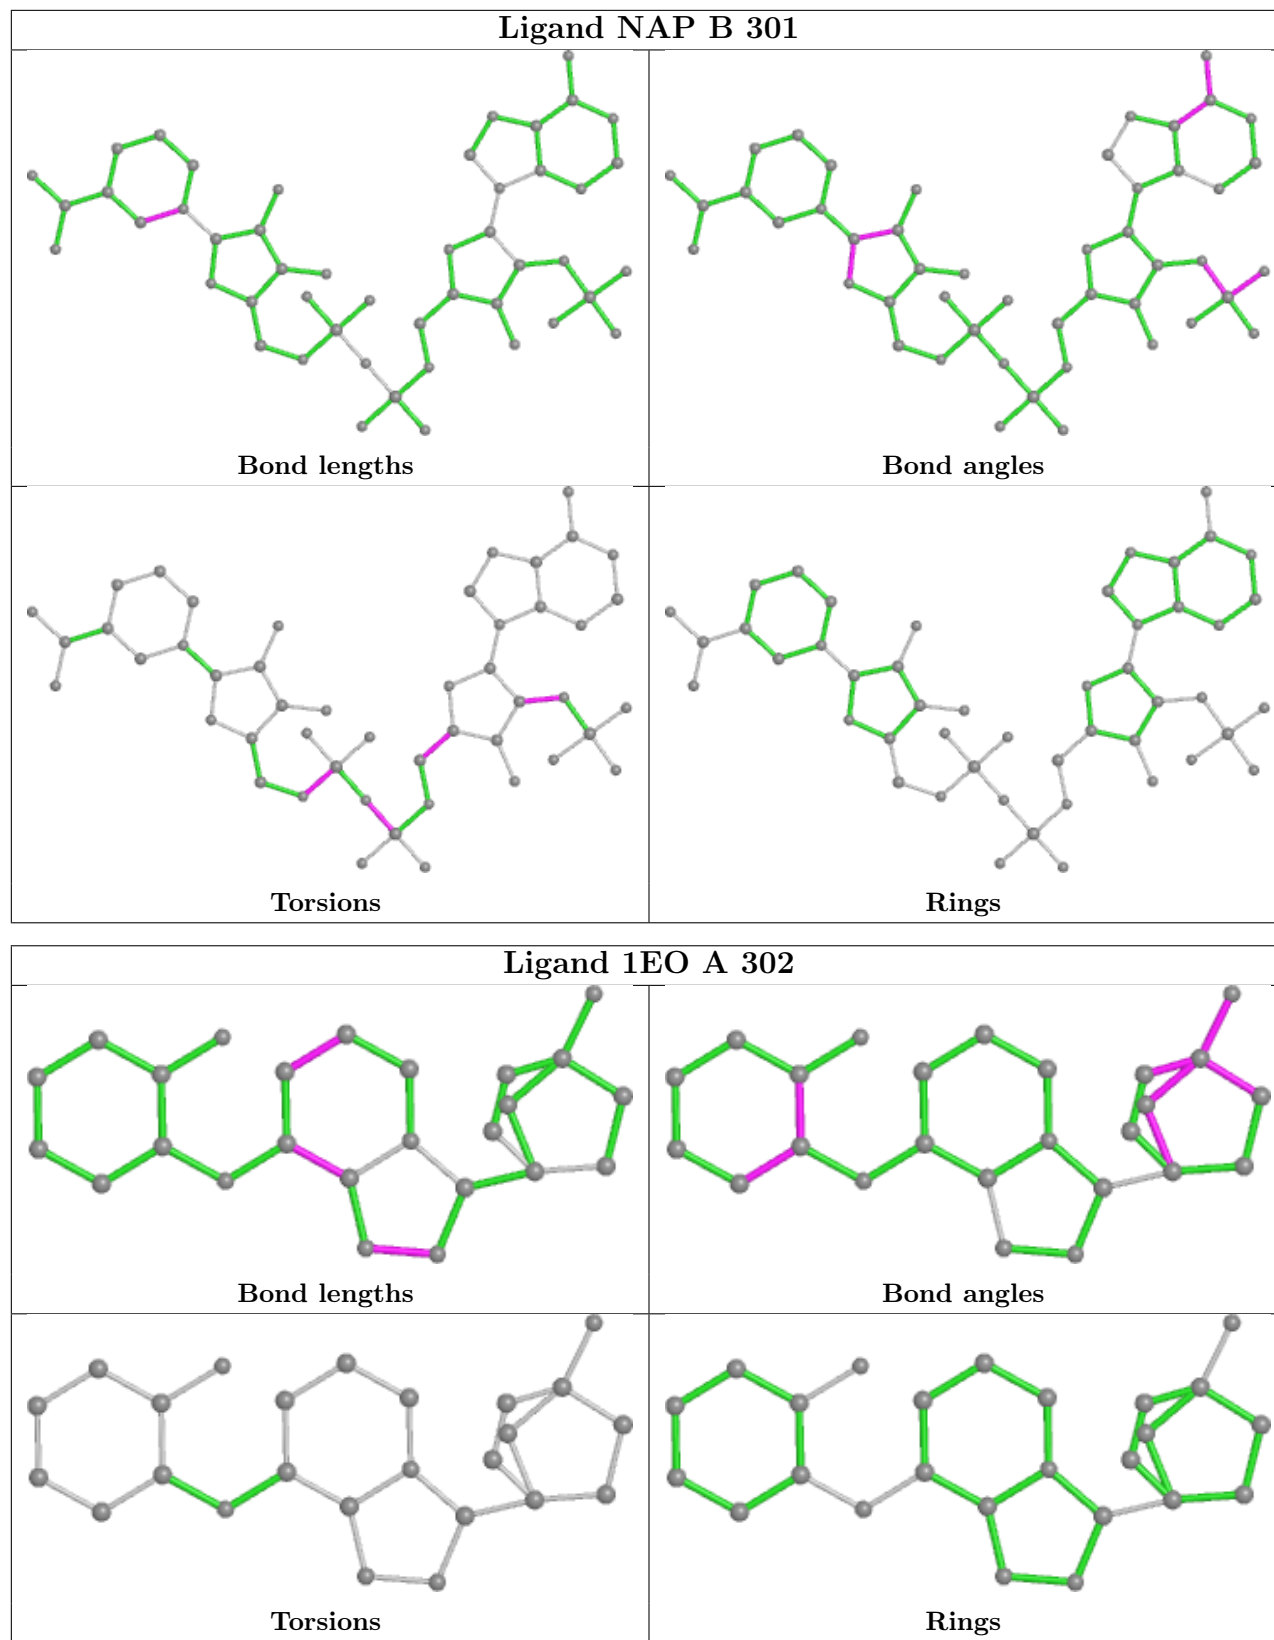 Ligand NAP B 301
Bond lengths
Bond angles
Torsions
Rings
Ligand 1EO A 302
Bond lengths
Bond angles
Torsions
Rings